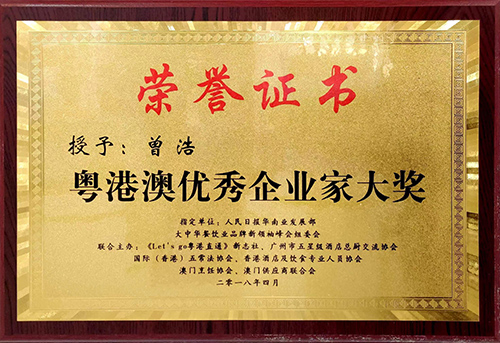 荣誉证书
授予：曾浩
粤港澳优秀企业家大奖
指定单位：人民日报华南业发展部
大中华餐饮业品牌新领袖峰会组委会
联合主办：《Let's go粤港直通》新志社、广州市五星级酒店总厨交流协会
国际（香港）五常法协会、香港酒店及饮食专业人员协会
澳门烹饪协会、澳门供应商联合会
二零一八年四月